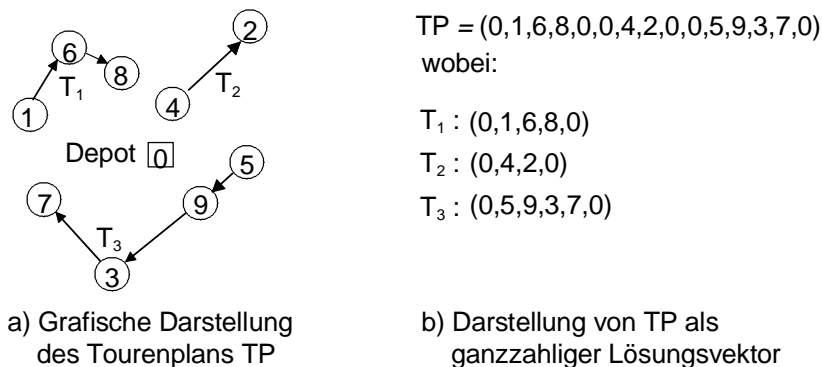 2
6
8
T1
T2
4
1
Depot 0
5
7
9
T3
3
a) Grafische Darstellung
des Tourenplans TP
TP = (0,1,6,8,0,0,4,2,0,0,5,9,3,7,0)
wobei:
T1 : (0,1,6,8,0)
T2 : (0,4,2,0)
T3 : (0,5,9,3,7,0)
b) Darstellung von TP als
ganzzahliger Lösungsvektor